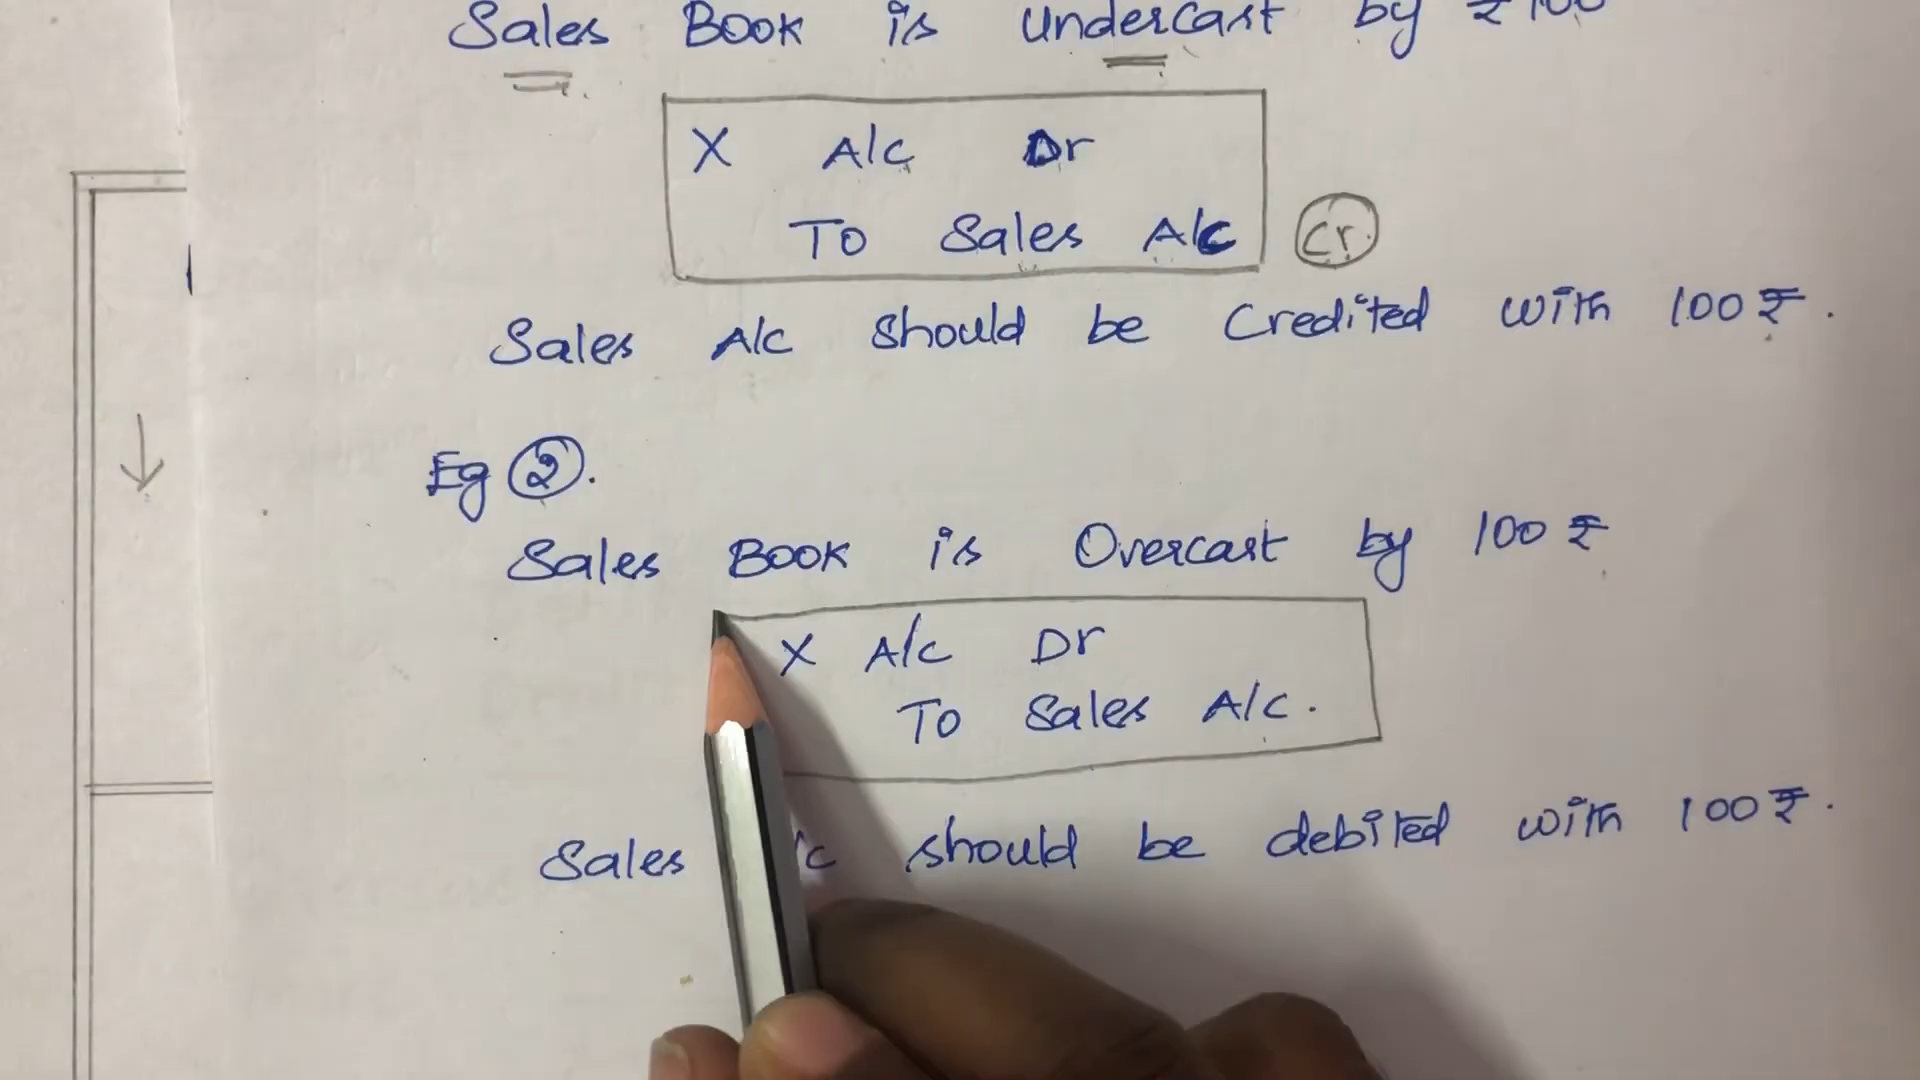 Sales Book is undercast by ₹100
X A/c Dr
To Sales A/c Cr.
Sales A/c should be Credited with 100 ₹.
Eg ②.
Sales Book is Overcast by 100 ₹
X A/c Dr
To Sales A/c.
Sales should be debited with 100 ₹.